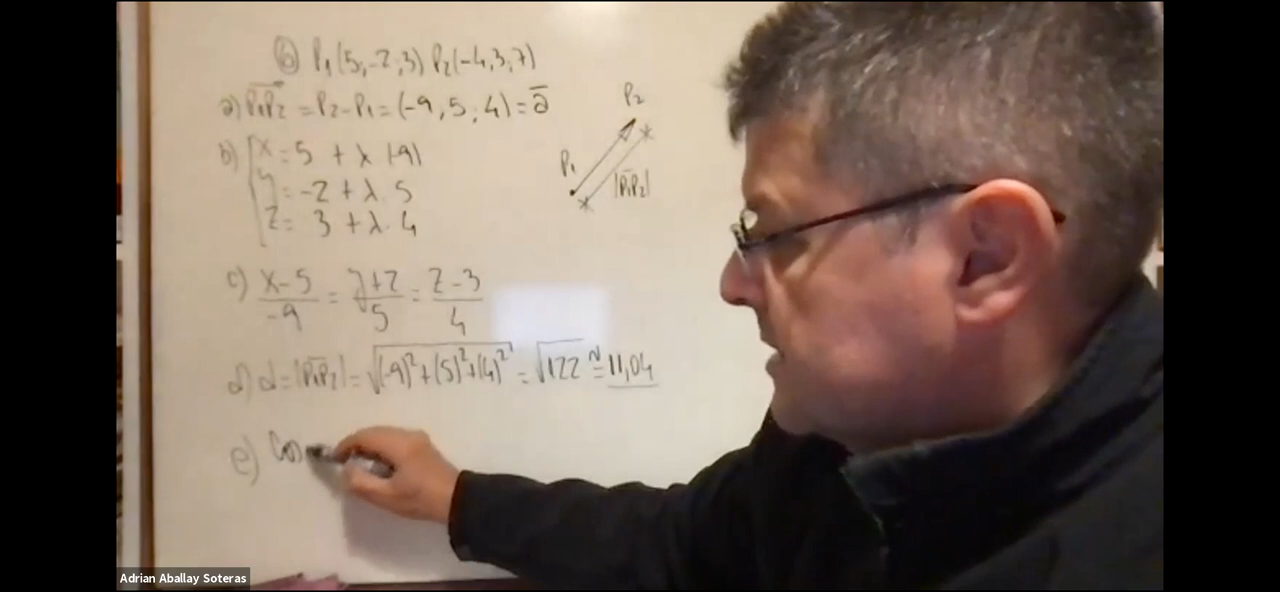 ⑥ P₁(5,-2,3) P₂(-4,3,7)
a) P₁P₂ = P₂-P₁ = (-9, 5, 4) = a̅
b) { x = 5 + λ (-9)
y = -2 + λ. 5
z = 3 + λ. 4
P₂
P₁
|P₁P₂|
c) x-5/-9 = y+2/5 = z-3/4
d) d = |P₁P₂| = √(-9)²+(5)²+(4)² = √122 ≅ 11,04
e) Cos
Adrian Aballay Soteras